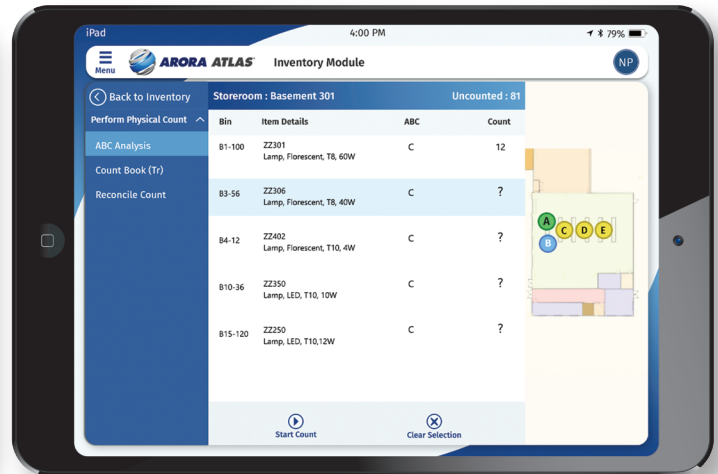 iPad 4:00 PM 79%
Menu ARORA ATLAS Inventory Module NP
Back to Inventory
Perform Physical Count
ABC Analysis
Count Book (Tr)
Reconcile Count
Storeroom : Basement 301 Uncounted : 81
Bin Item Details ABC Count
B1-100 ZZ301 C 12
Lamp, Florescent, T8, 60W
B3-56 ZZ306 C ?
Lamp, Florescent, T8, 40W
B4-12 ZZ402 C ?
Lamp, Florescent, T10, 4W
B10-36 ZZ350 C ?
Lamp, LED, T10, 10W
B15-120 ZZ250 C ?
Lamp, LED, T10,12W
Start Count Clear Selection
A
B C D E